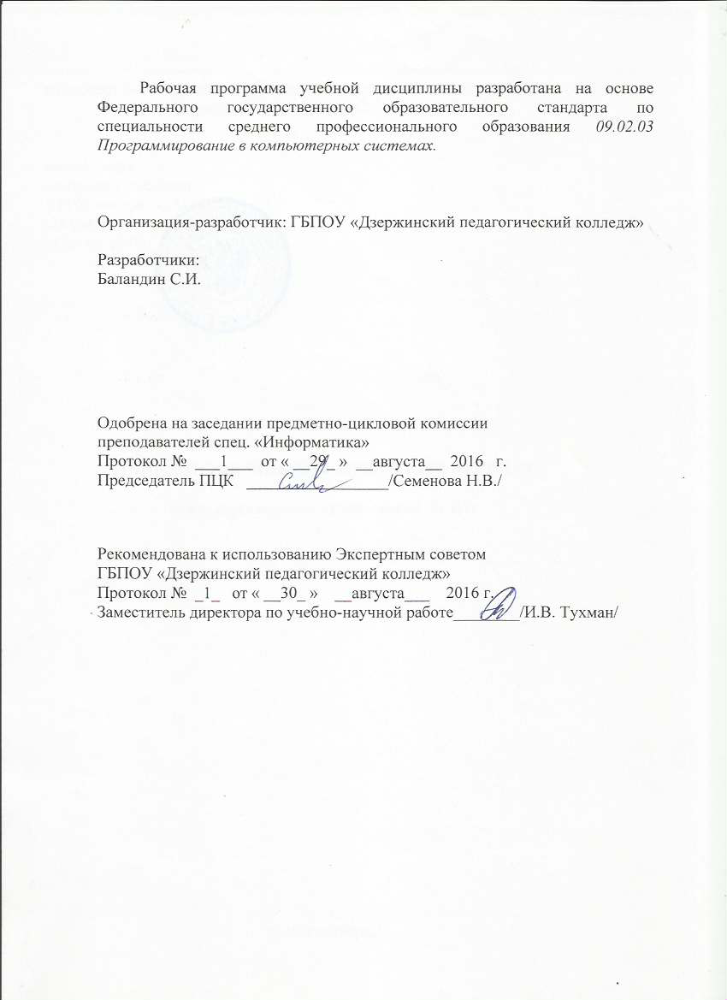 Рабочая программа учебной дисциплины разработана на основе
Федерального государственного образовательного стандарта по
специальности среднего профессионального образования 09.02.03
Программирование в компьютерных системах.
Организация-разработчик: ГБПОУ «Дзержинский педагогический колледж»
Разработчики:
Баландин С.И.
Одобрена на заседании предметно-цикловой комиссии
преподавателей спец. «Информатика»
Протокол № ___1___ от « __29_ » __августа__ 2016 г.
Председатель ПЦК __________________/Семенова Н.В./
Рекомендована к использованию Экспертным советом
ГБПОУ «Дзержинский педагогический колледж»
Протокол № _1_ от « __30_ » __августа___ 2016 г.
Заместитель директора по учебно-научной работе________/И.В. Тухман/